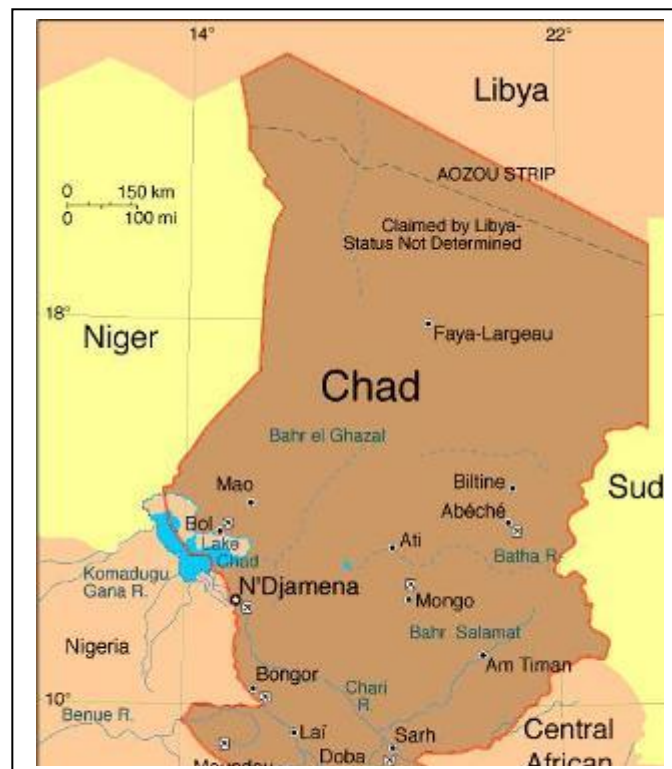 14°
22°
Libya
AOZOU STRIP
0 150 km
0 100 mi
Claimed by Libya-
Status Not Determined
18°
Niger
Faya-Largeau
Chad
Bahr el Ghazal
Mao
Biltine
Sud
Bol
Abéché
Lake
Chad
Ati
Batha R.
Komadugu
Gana R.
N'Djamena
Mongo
Bahr Salamat
Nigeria
Am Timan
Bongor
Chari
R.
10°
Benue R.
Laï
Sarh
Central
Doba
African